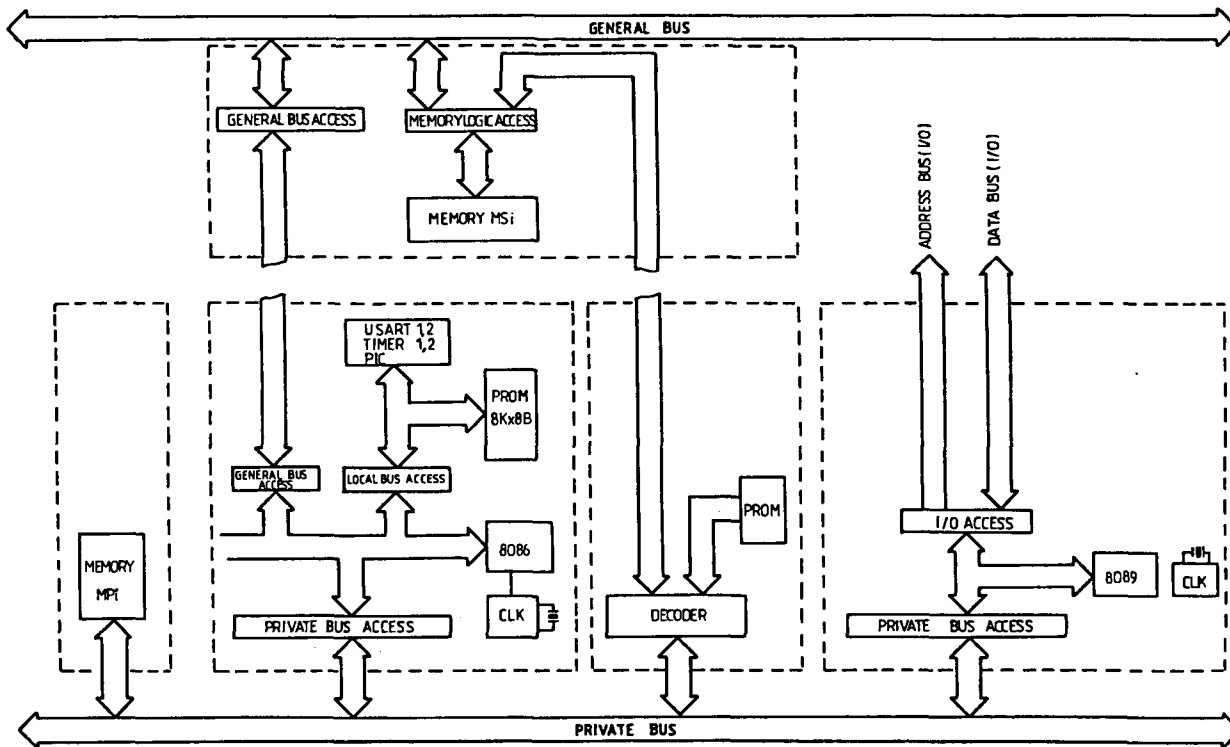 GENERAL BUS
GENERAL BUS ACCESS
MEMORY LOGIC ACCESS
MEMORY MSi
ADDRESS BUS (I/O)
DATA BUS (I/O)
USART 1,2
TIMER 1,2
PIC
PROM
8Kx8B
GENERAL BUS
ACCESS
LOCAL BUS ACCESS
PROM
I/O ACCESS
MEMORY
MPi
8086
8089
CLK
CLK
PRIVATE BUS ACCESS
DECODER
PRIVATE BUS ACCESS
PRIVATE BUS